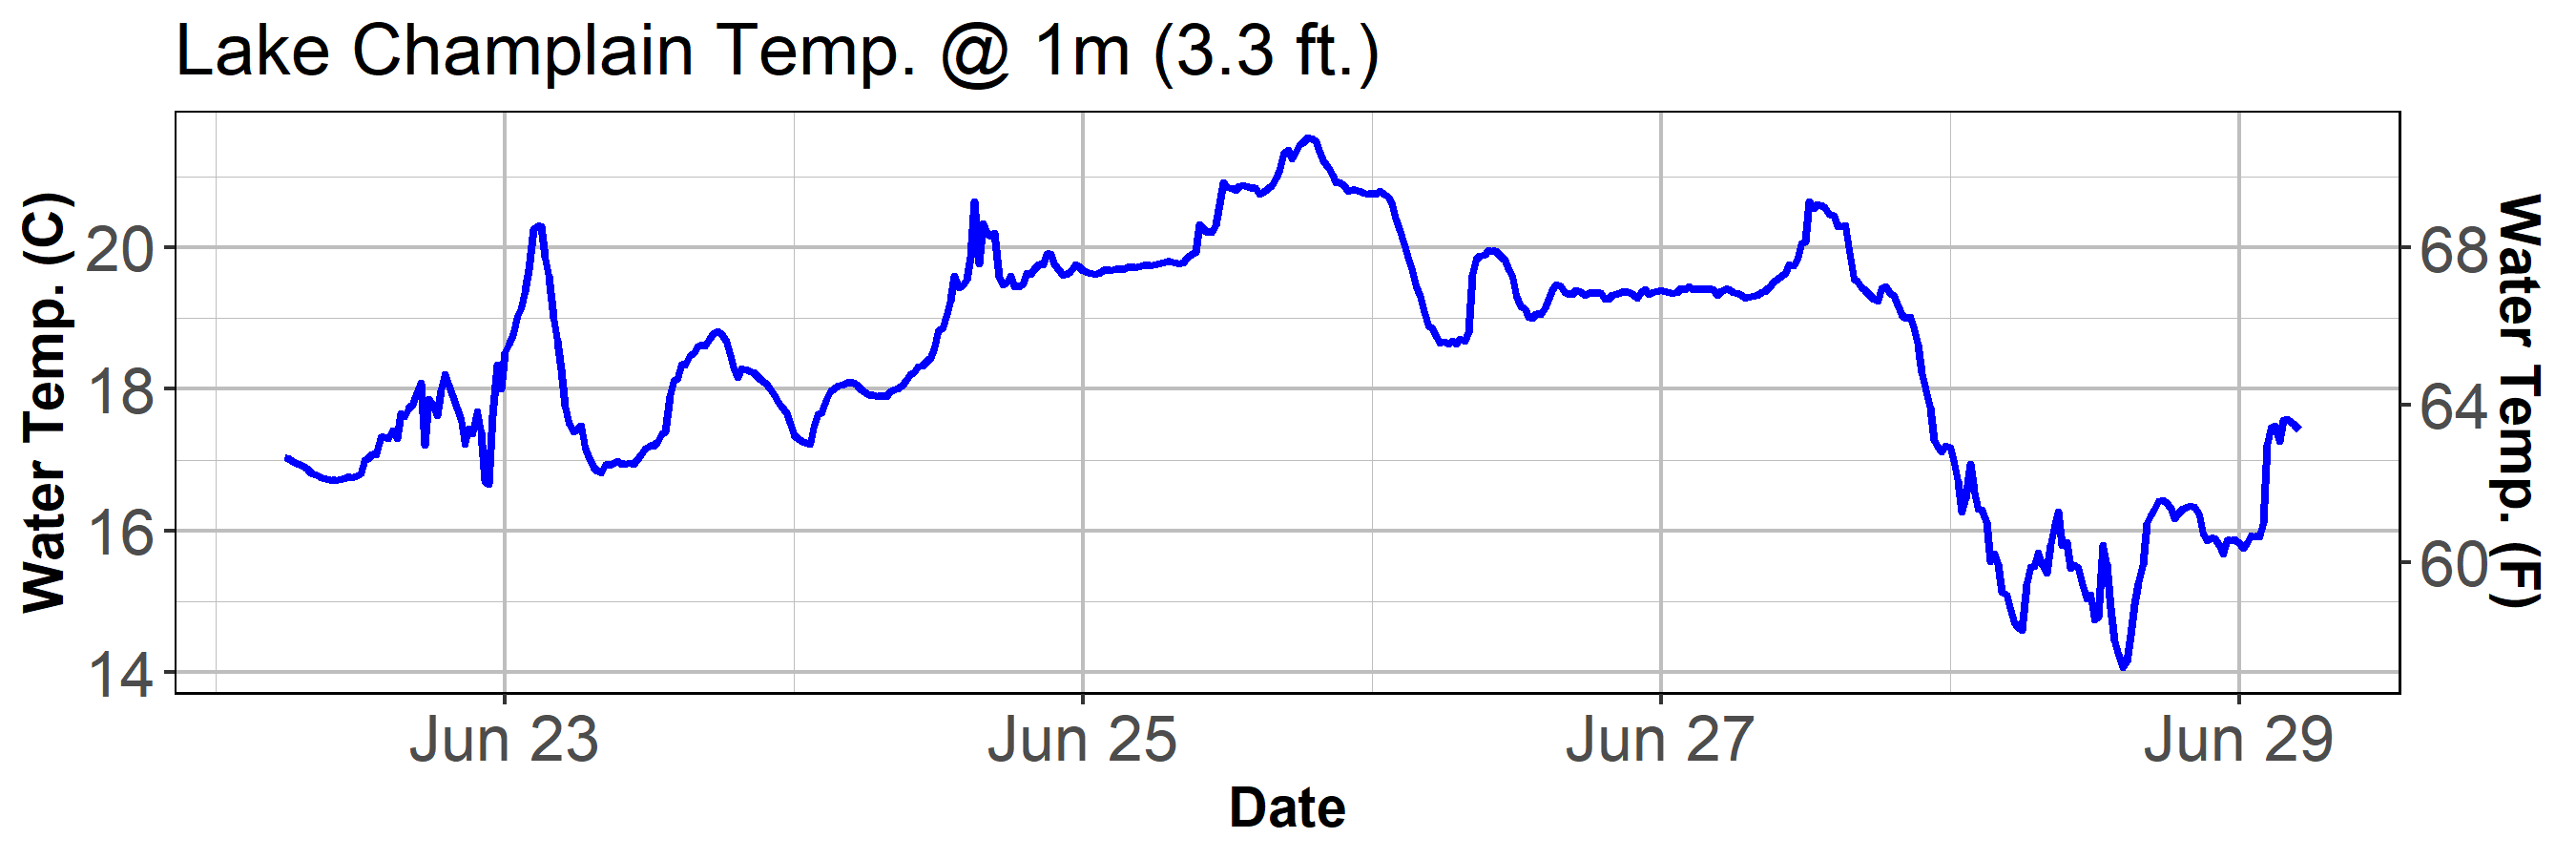 Lake Champlain Temp. @ 1m (3.3 ft.)
Water Temp. (C)
20
18
16
14
68
64
60
Water Temp. (F)
Jun 23
Jun 25
Jun 27
Jun 29
Date